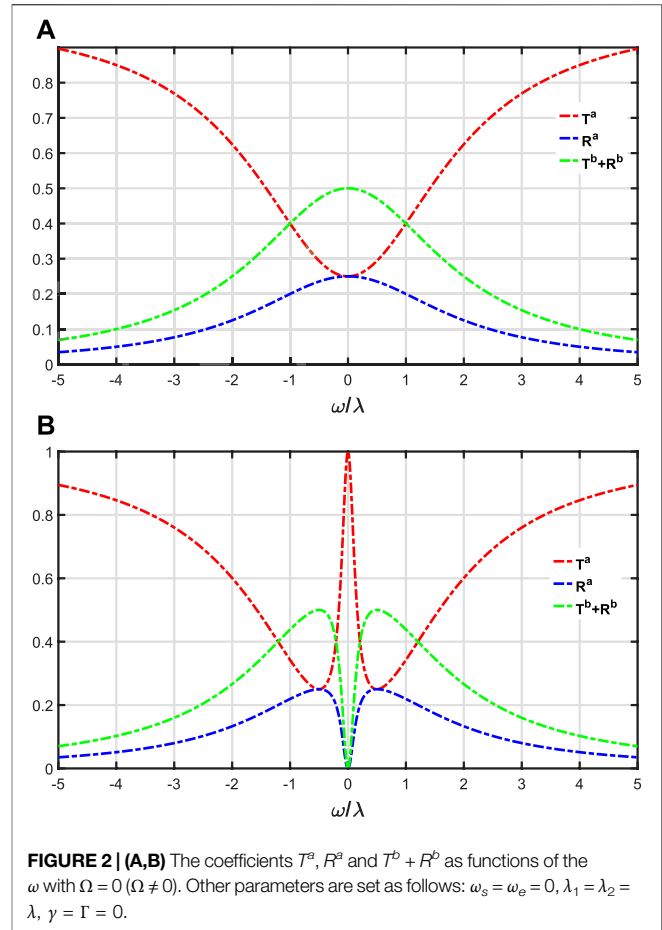 A
0.8
0.7
0.6
0.5
0.4
0.3
0.2
0.1
0
Tᵃ
Rᵃ
Tᵇ+Rᵇ
-5 -4 -3 -2 -1 0 1 2 3 4 5
ω/λ
B
1
0.8
0.6
0.4
0.2
0
Tᵃ
Rᵃ
Tᵇ+Rᵇ
-5 -4 -3 -2 -1 0 1 2 3 4 5
ω/λ
FIGURE 2 | (A,B) The coefficients Tᵃ, Rᵃ and Tᵇ + Rᵇ as functions of the
ω with Ω = 0 (Ω ≠ 0). Other parameters are set as follows: ωₛ = ωₑ = 0, λ₁ = λ₂ =
λ, γ = Γ = 0.